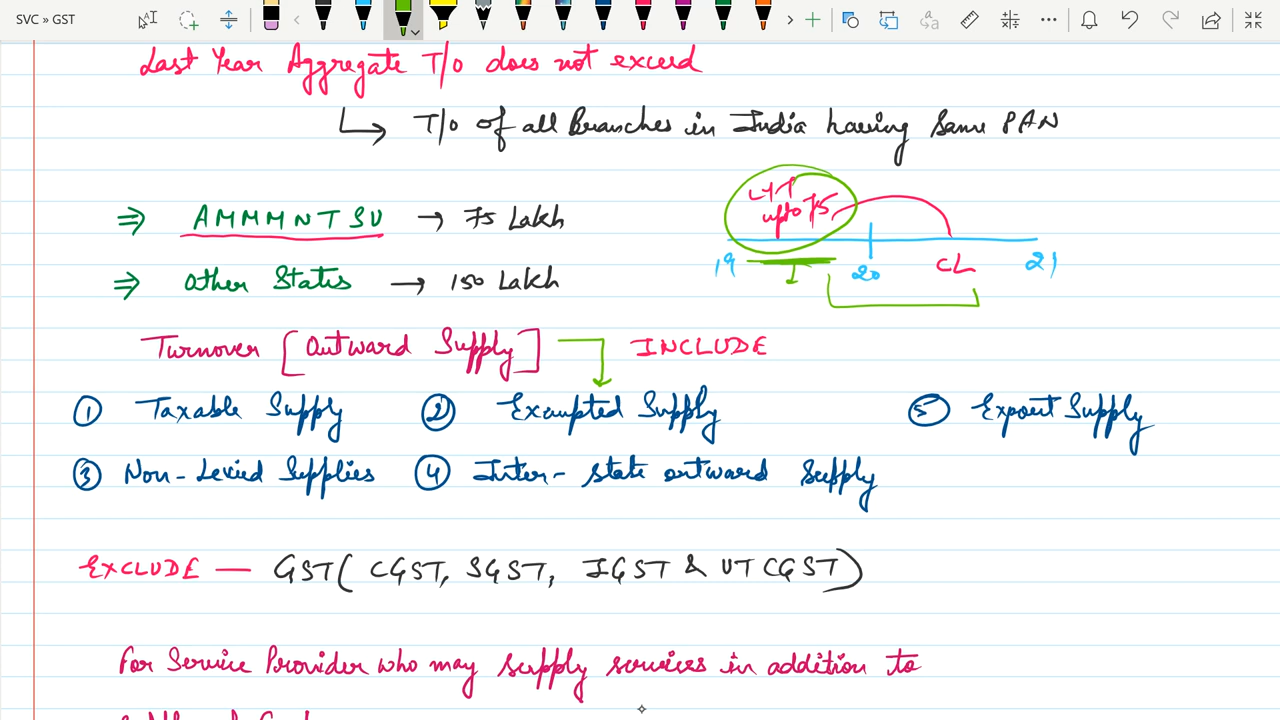 SVC » GST
Last Year Aggregate T/o does not exceed
T/o of all Branches in India having Same PAN
⇒ AMMMNTSU → 75 Lakh
LYT
upto 75
19 20 CL 21
⇒ Other States → 150 Lakh
Turnover [Outward Supply] INCLUDE
① Taxable Supply ② Exempted Supply ⑤ Export Supply
③ Non-Levied Supplies ④ Inter-state outward Supply
EXCLUDE — GST( CGST, SGST, IGST & UTCGST)
For Service Provider who may supply services in addition to